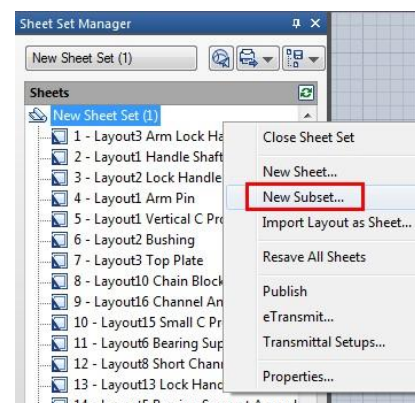 Sheet Set Manager
New Sheet Set (1)
Sheets
New Sheet Set (1)
1 - Layout3 Arm Lock Ha
2 - Layout1 Handle Shaft
3 - Layout2 Lock Handle
4 - Layout1 Arm Pin
5 - Layout1 Vertical C Pro
6 - Layout2 Bushing
7 - Layout3 Top Plate
8 - Layout10 Chain Block
9 - Layout16 Channel An
10 - Layout15 Small C Pr
11 - Layout6 Bearing Sup
12 - Layout8 Short Chann
13 - Layout13 Lock Hand
Close Sheet Set
New Sheet...
New Subset...
Import Layout as Sheet...
Resave All Sheets
Publish
eTransmit...
Transmittal Setups...
Properties...